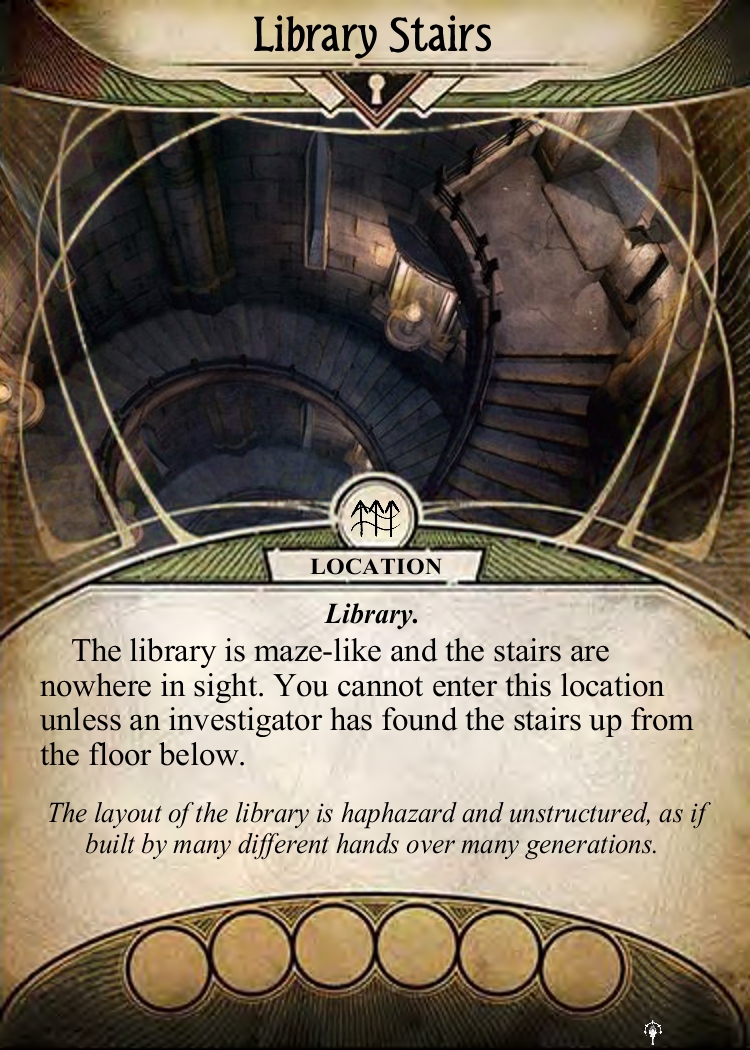 Library Stairs
LOCATION
Library.
The library is maze-like and the stairs are
nowhere in sight. You cannot enter this location
unless an investigator has found the stairs up from
the floor below.
The layout of the library is haphazard and unstructured, as if
built by many different hands over many generations.